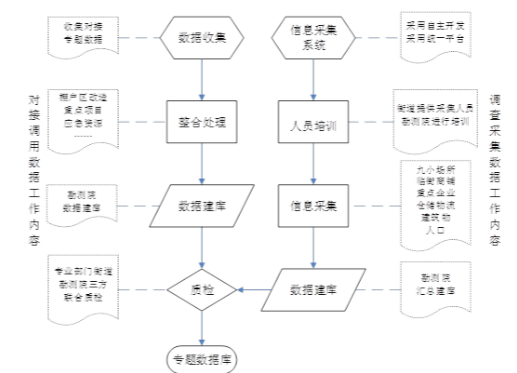 收集对接
专题数据
数据收集
信息采集
系统
采用自主开发
采用统一平台
对接调用数据工作内容
棚户区改造
重点项目
应急资源
······
整合处理
人员培训
街道提供采集人员
勘测院进行培训
调查采集数据工作内容
勘测院
数据建库
数据建库
信息采集
九小场所
临街商铺
重点企业
仓储物流
建筑物
人口
专业部门街道
勘测院三方
联合质检
质检
数据建库
勘测院
汇总建库
专题数据库